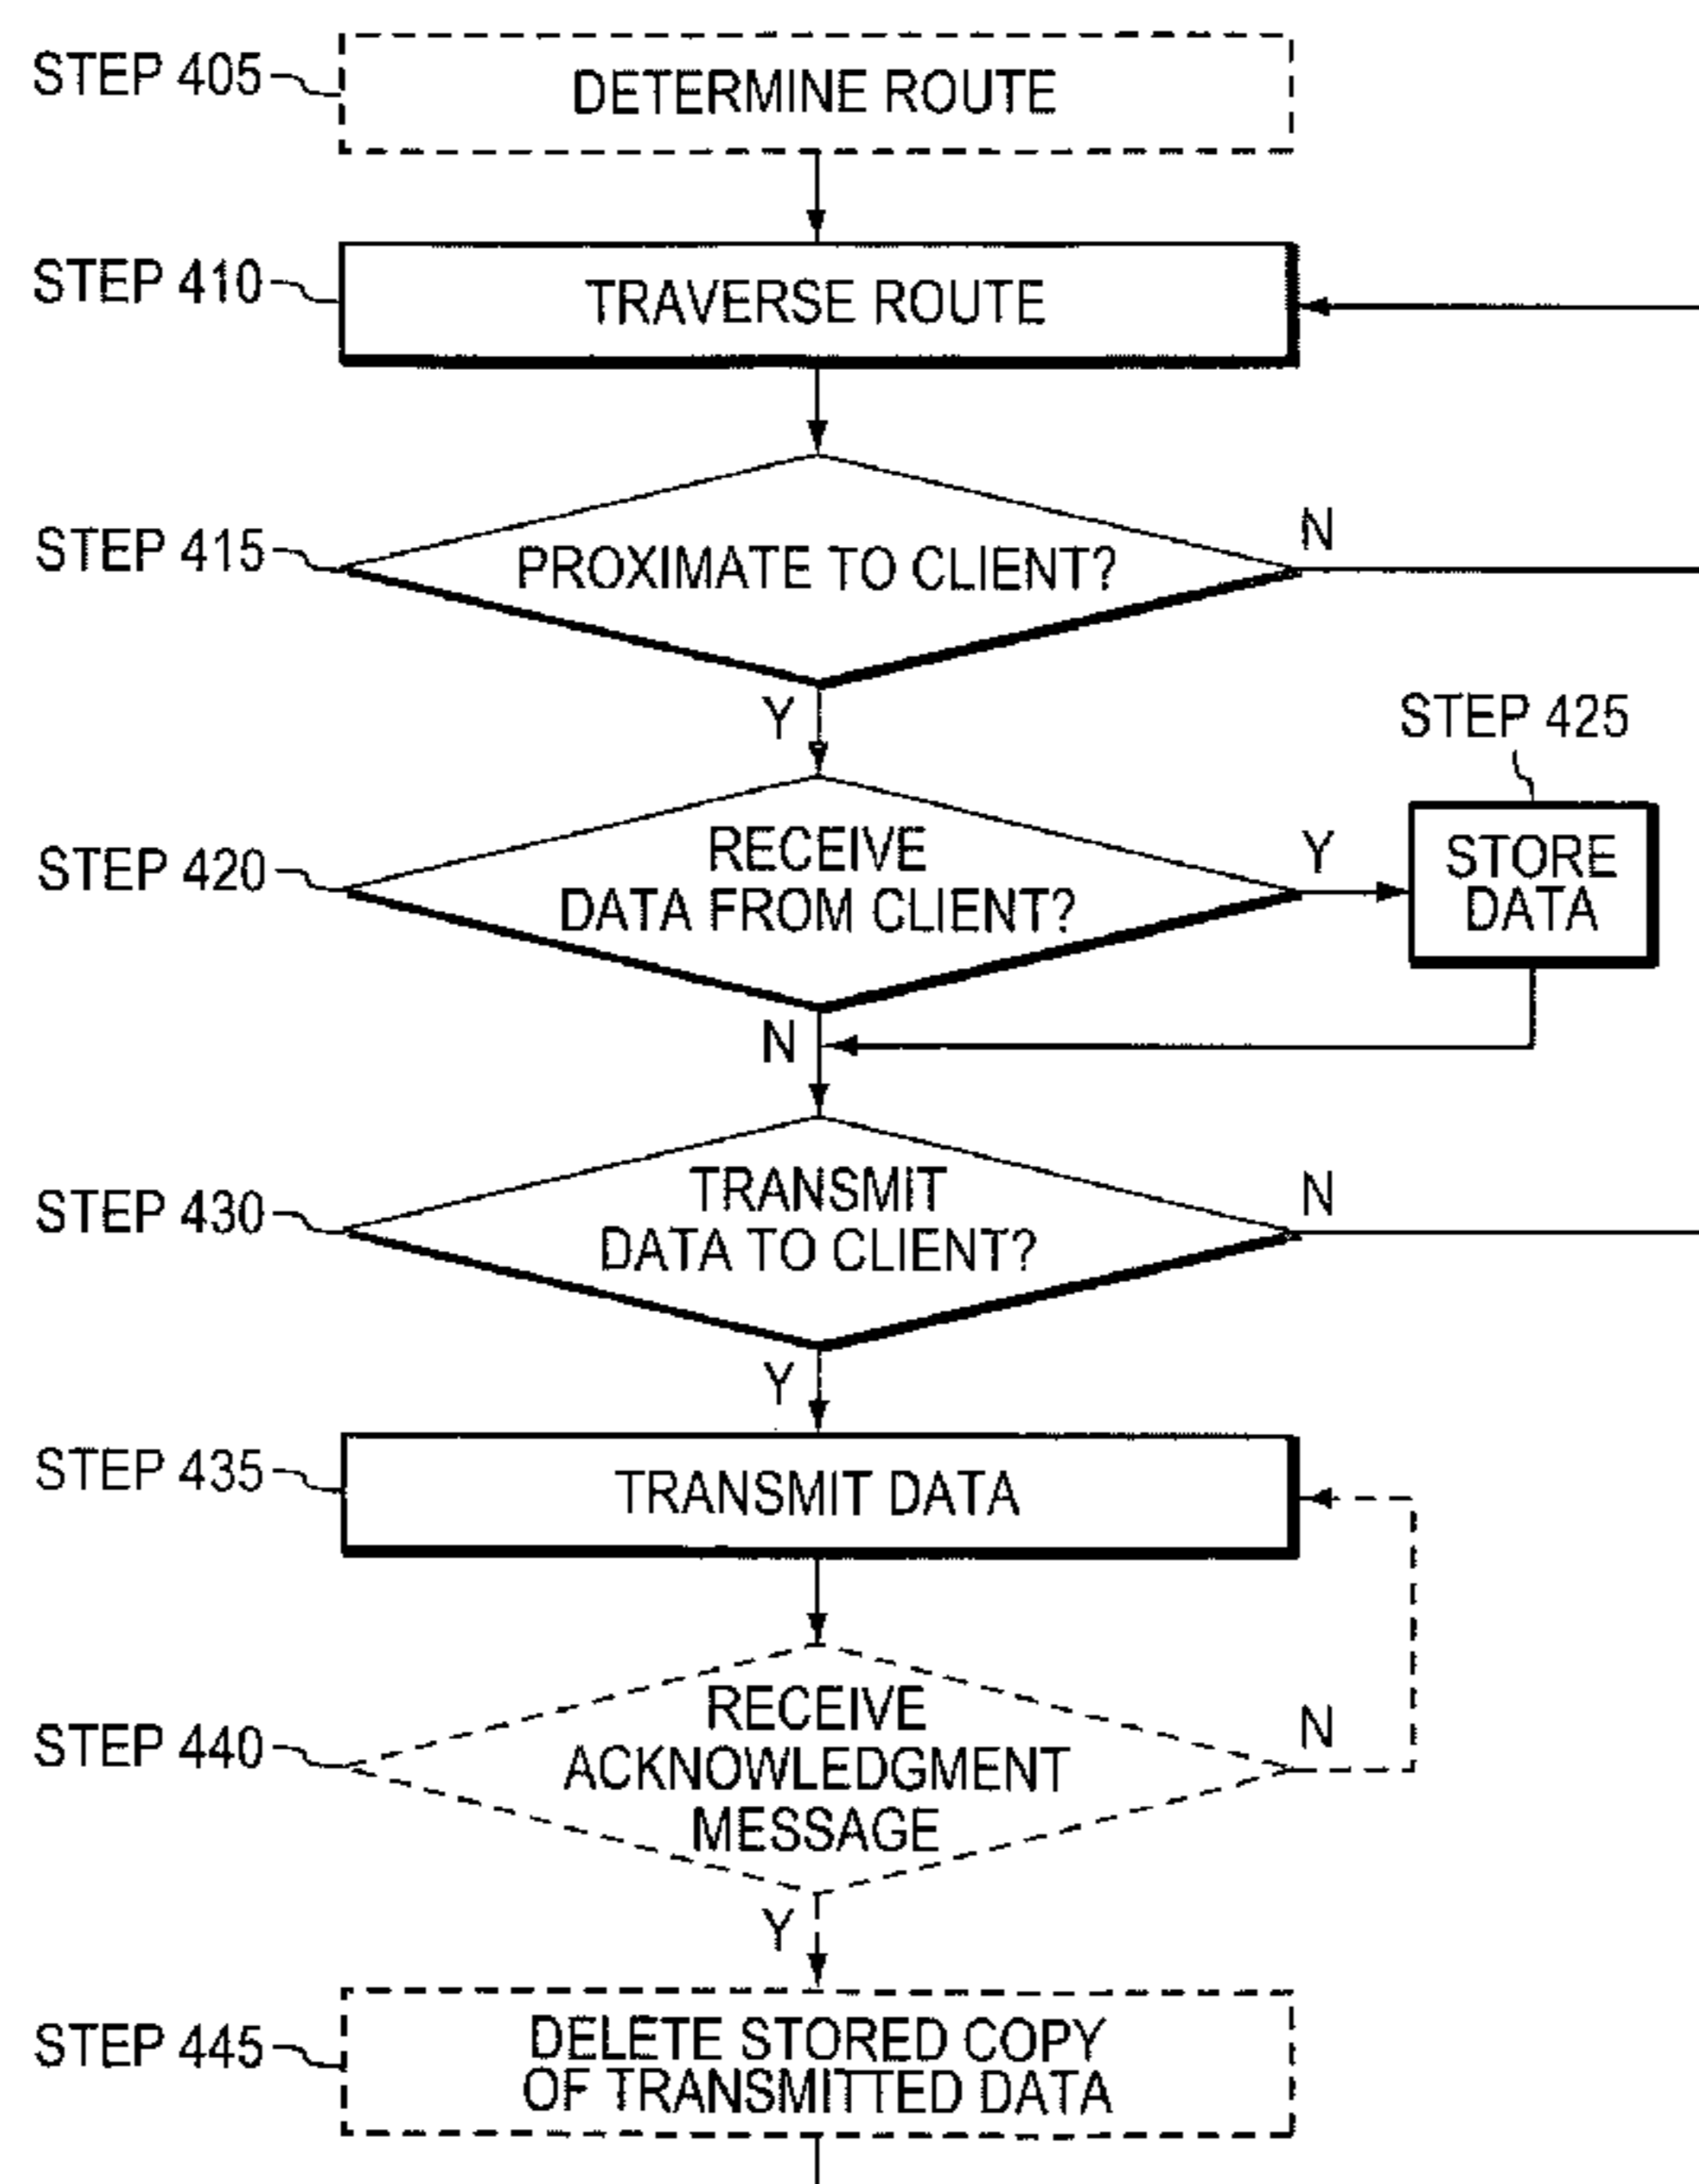 STEP 405
DETERMINE ROUTE
STEP 410
TRAVERSE ROUTE
STEP 415
PROXIMATE TO CLIENT?
N
Y
STEP 420
RECEIVE
DATA FROM CLIENT?
Y
STEP 425
STORE
DATA
N
STEP 430
TRANSMIT
DATA TO CLIENT?
N
Y
STEP 435
TRANSMIT DATA
STEP 440
RECEIVE
ACKNOWLEDGMENT
MESSAGE
N
Y
STEP 445
DELETE STORED COPY
OF TRANSMITTED DATA